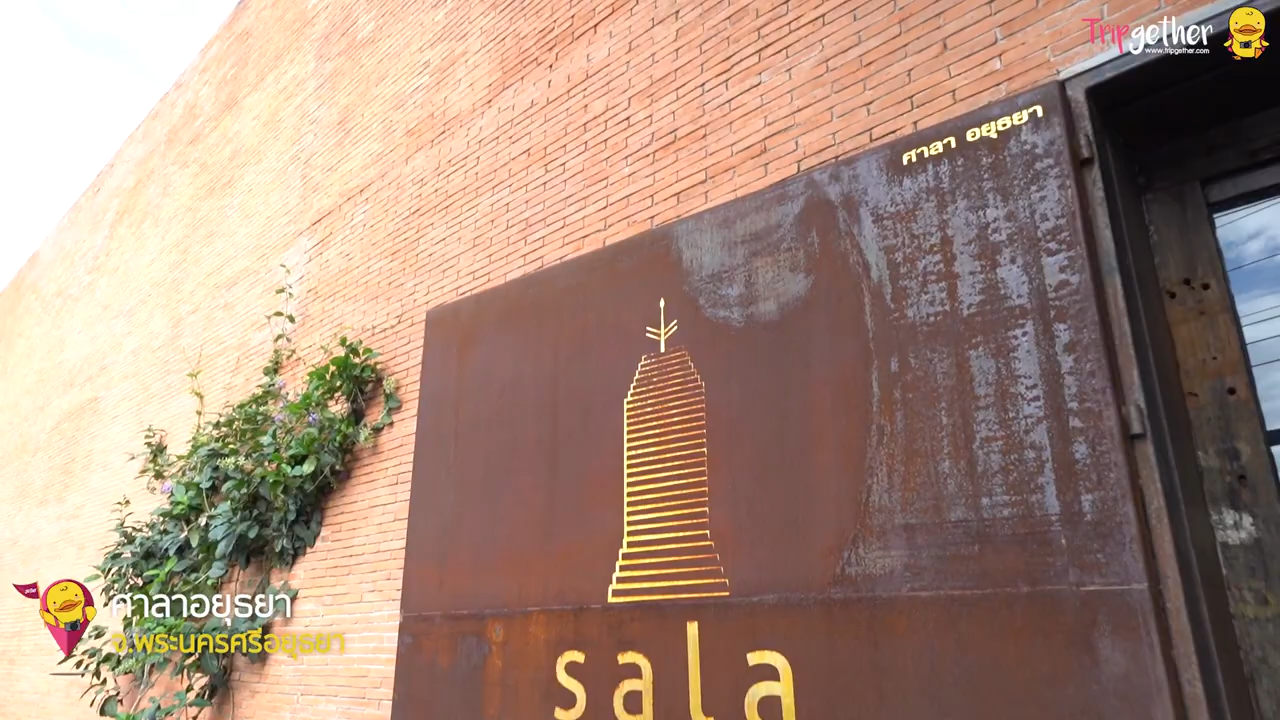 Tripgether
www.tripgether.com
ศาลา อยุธยา
sala
ศาลาอยุธยา
จ.พระนครศรีอยุธยา